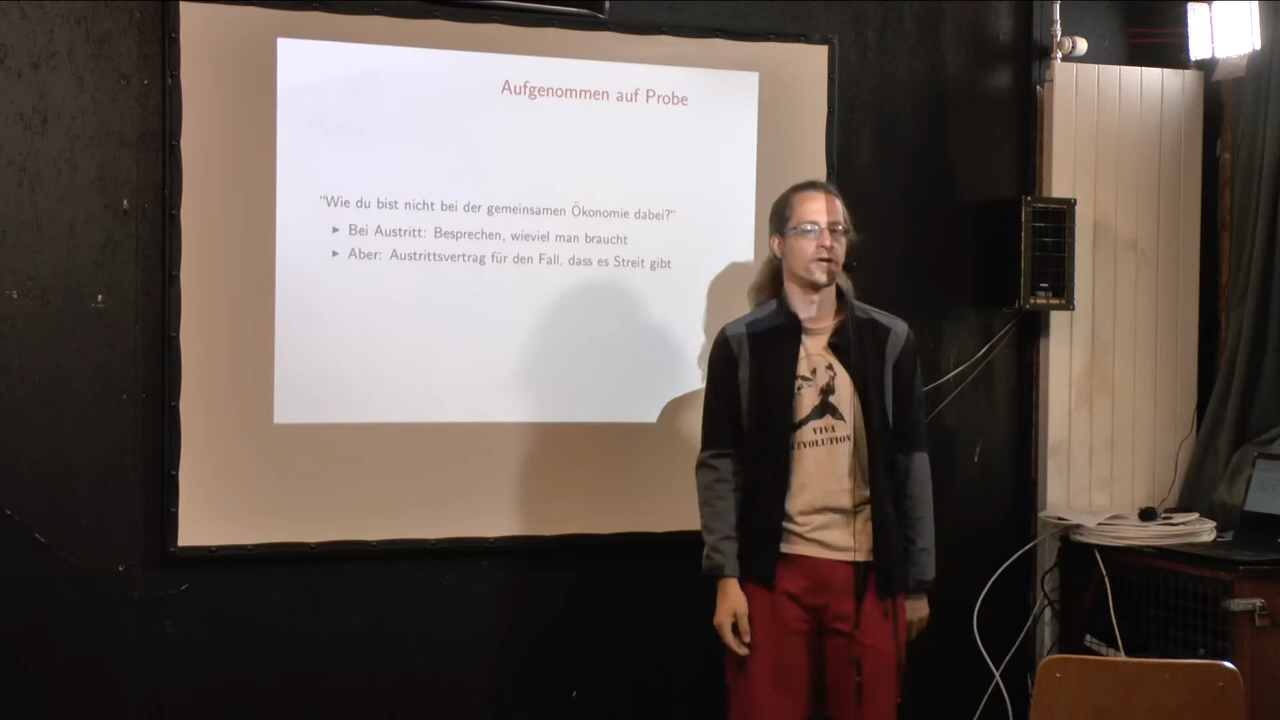 Aufgenommen auf Probe
"Wie du bist nicht bei der gemeinsamen Ökonomie dabei?"
Bei Austritt: Besprechen, wieviel man braucht
Aber: Austrittsvertrag für den Fall, dass es Streit gibt
VIVA
EVOLUTION